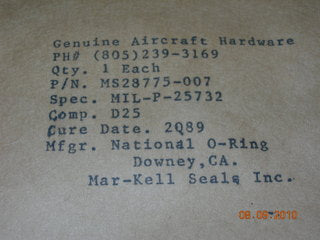 Genuine Aircraft Hardware
PH# (805)239-3169
Qty. 1 Each
P/N. MS28775-007
Spec. MIL-P-25732
Comp. D25
Cure Date. 2Q89
Mfgr. National O-Ring
Downey,CA.
Mar-Kell Seals Inc.
08.06.2010